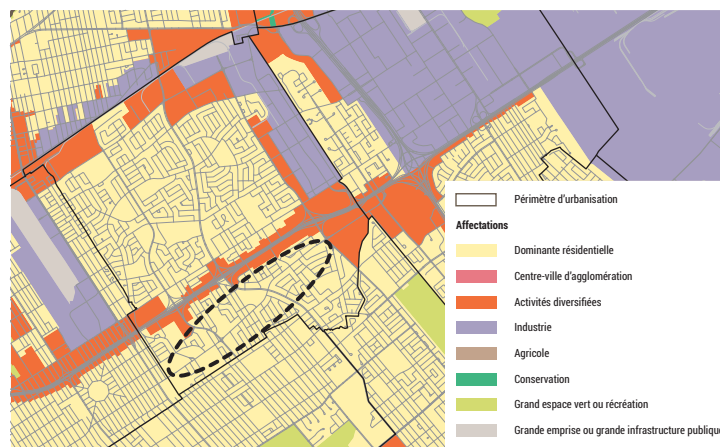 Périmètre d'urbanisation
Affectations
Dominante résidentielle
Centre-ville d'agglomération
Activités diversifiées
Industrie
Agricole
Conservation
Grand espace vert ou récréation
Grande emprise ou grande infrastructure publique